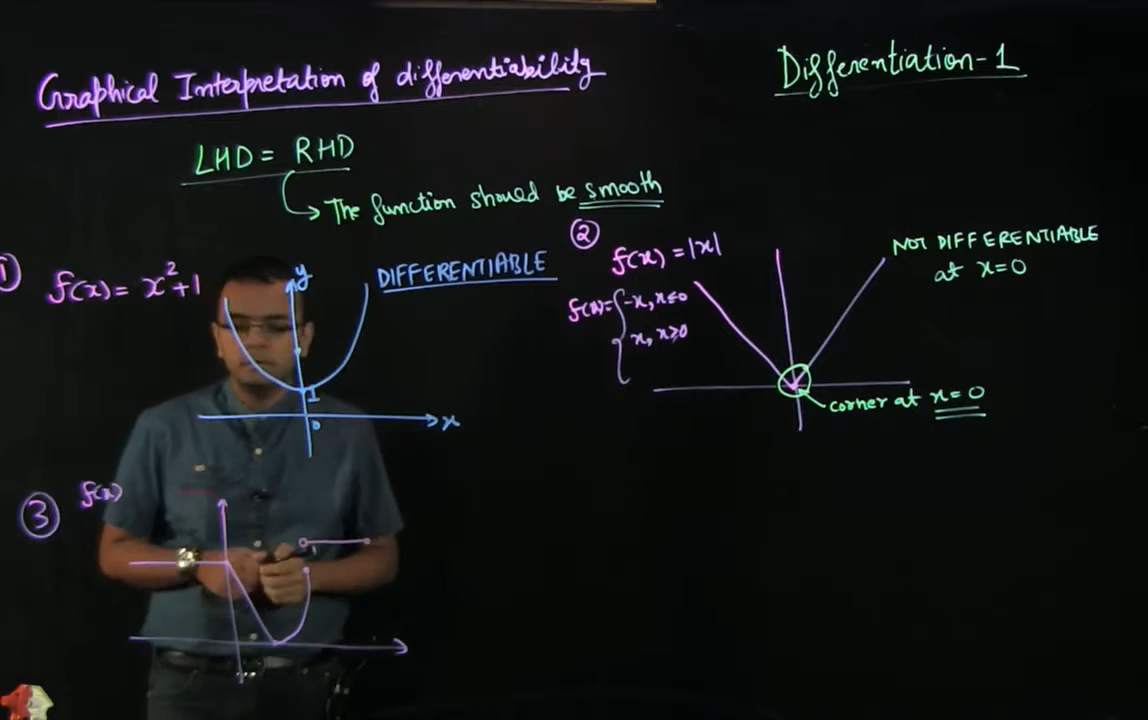 Graphical Interpretation of differentiability
Differentiation-1
LHD = RHD
The function should be smooth
1
f(x) = x²+1
y
DIFFERENTIABLE
1
0
x
2
f(x) = |x|
f(x) = { -x, x≤0
x, x≥0
NOT DIFFERENTIABLE
at x=0
corner at x=0
3
f(x)